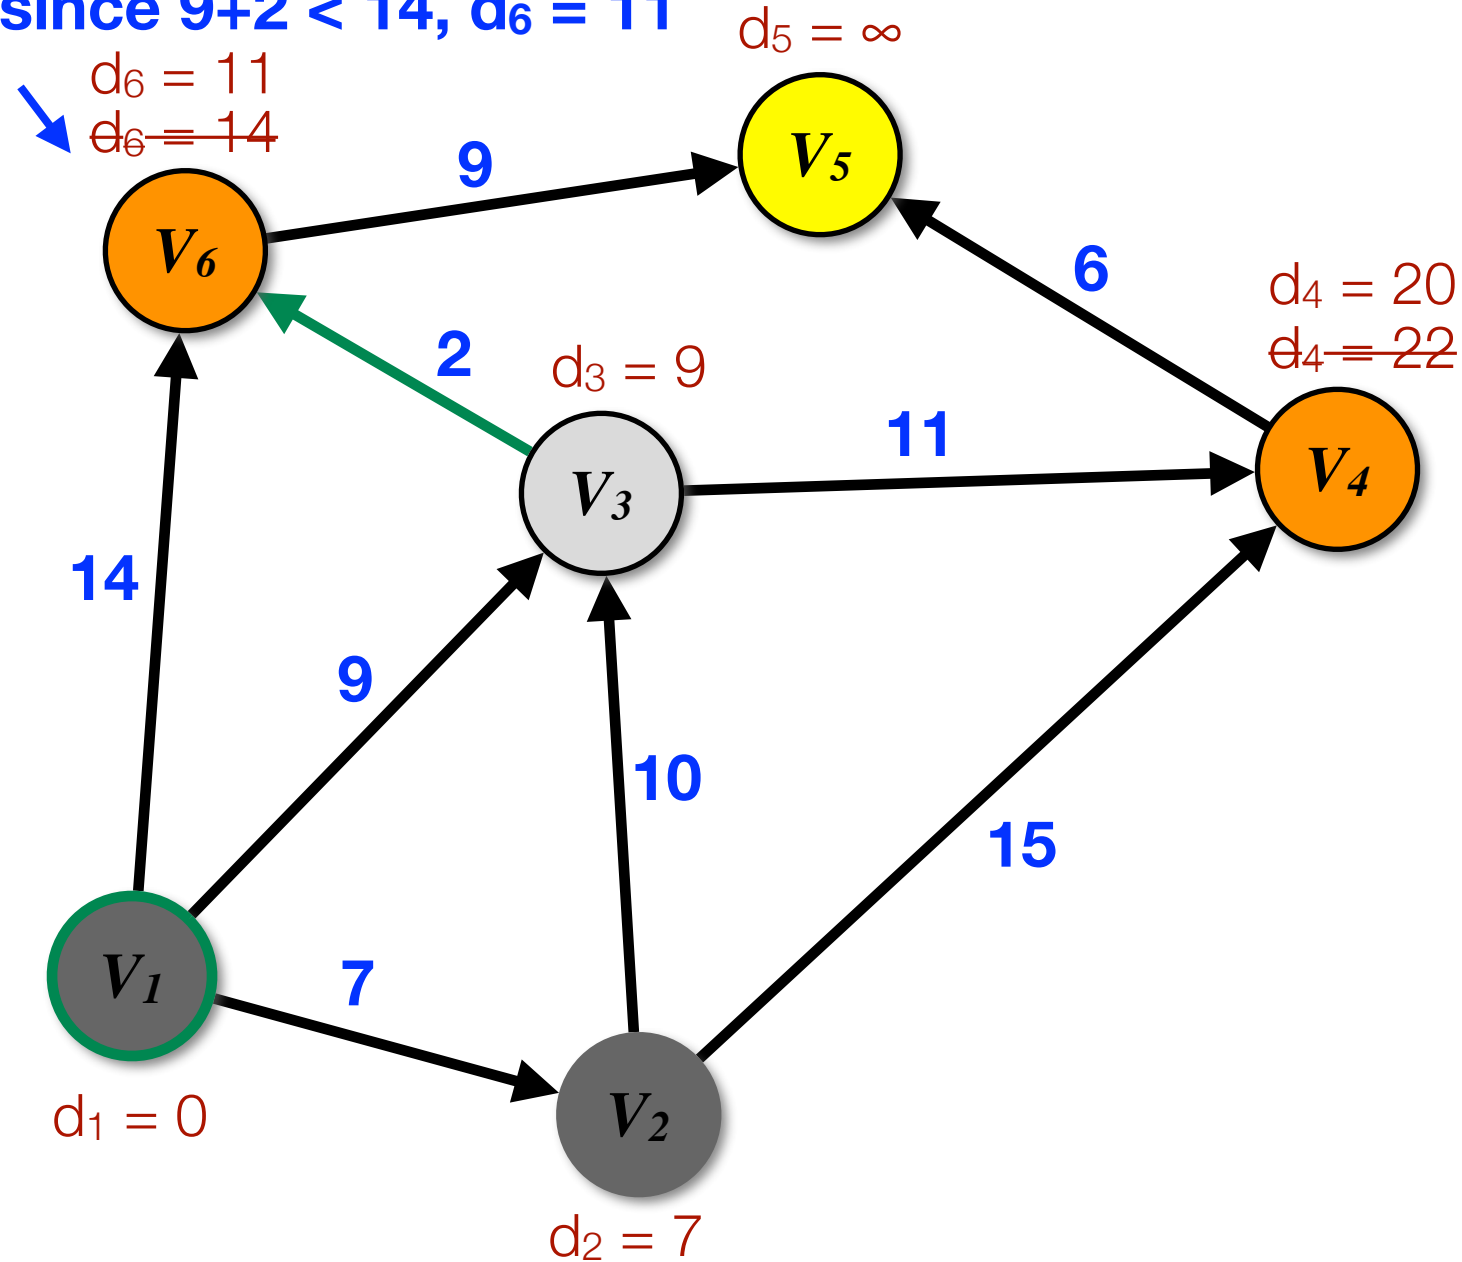 since 9+2 < 14, d6 = 11
d5 = ∞
d6 = 11
d6 = 14
9
V5
V6
6
d4 = 20
d4 = 22
2
d3 = 9
11
V4
V3
14
9
10
15
7
V1
d1 = 0
V2
d2 = 7